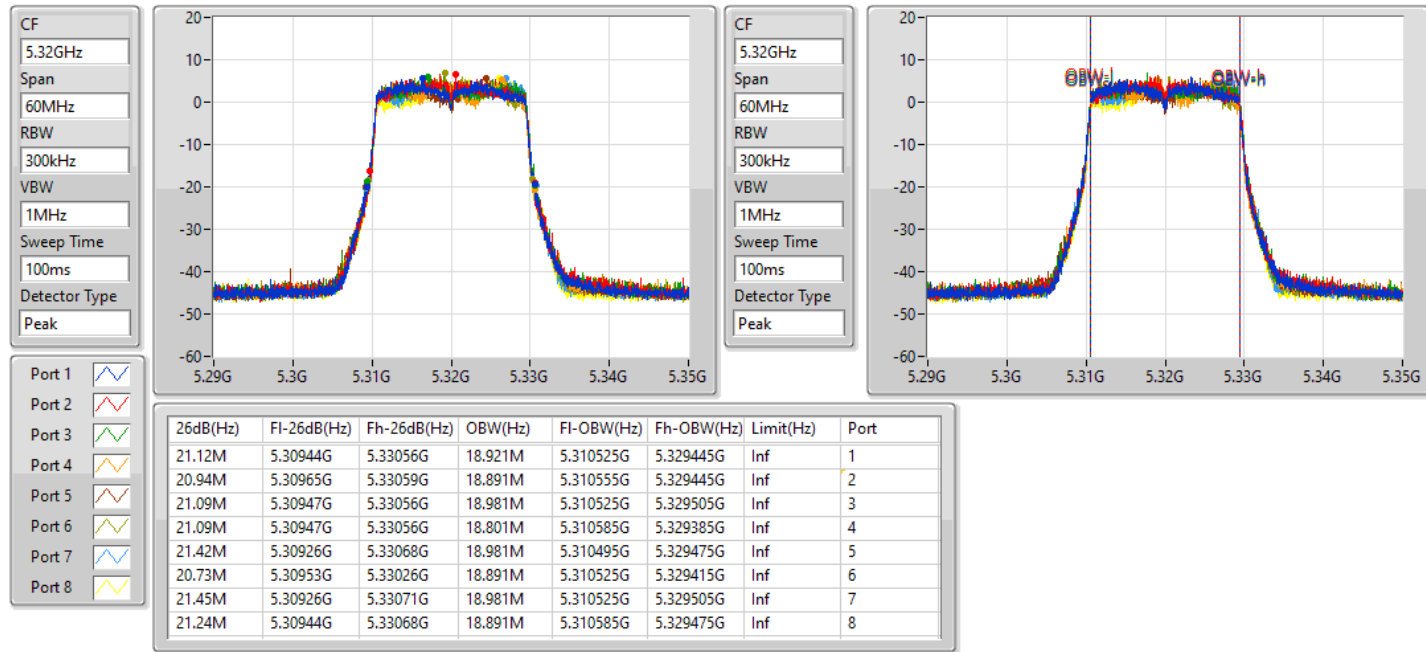 CF
5.32GHz
Span
60MHz
RBW
300kHz
VBW
1MHz
Sweep Time
100ms
Detector Type
Peak
20
10
0
-10
-20
-30
-40
-50
-60
5.29G 5.3G 5.31G 5.32G 5.33G 5.34G 5.35G
CF
5.32GHz
Span
60MHz
RBW
300kHz
VBW
1MHz
Sweep Time
100ms
Detector Type
Peak
20
10
0
-10
-20
-30
-40
-50
-60
OBW-l OBW-h
5.29G 5.3G 5.31G 5.32G 5.33G 5.34G 5.35G
Port 1
Port 2
Port 3
Port 4
Port 5
Port 6
Port 7
Port 8
26dB(Hz) Fl-26dB(Hz) Fh-26dB(Hz) OBW(Hz) Fl-OBW(Hz) Fh-OBW(Hz) Limit(Hz) Port
21.12M 5.30944G 5.33056G 18.921M 5.310525G 5.329445G Inf 1
20.94M 5.30965G 5.33059G 18.891M 5.310555G 5.329445G Inf 2
21.09M 5.30947G 5.33056G 18.981M 5.310525G 5.329505G Inf 3
21.09M 5.30947G 5.33056G 18.801M 5.310585G 5.329385G Inf 4
21.42M 5.30926G 5.33068G 18.981M 5.310495G 5.329475G Inf 5
20.73M 5.30953G 5.33026G 18.891M 5.310525G 5.329415G Inf 6
21.45M 5.30926G 5.33071G 18.981M 5.310525G 5.329505G Inf 7
21.24M 5.30944G 5.33068G 18.891M 5.310585G 5.329475G Inf 8